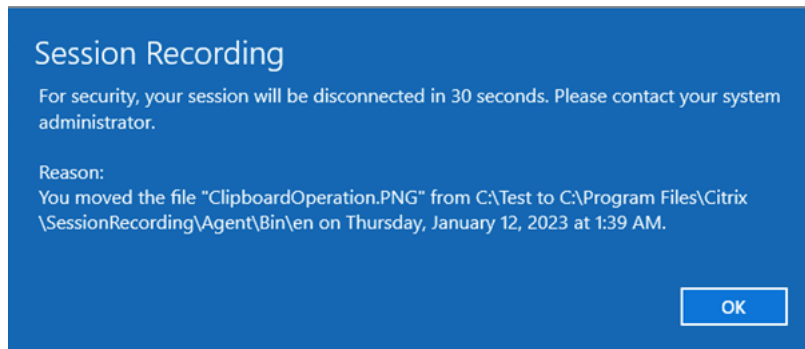 Session Recording
For security, your session will be disconnected in 30 seconds. Please contact your system
administrator.
Reason:
You moved the file "ClipboardOperation.PNG" from C:\Test to C:\Program Files\Citrix
\SessionRecording\Agent\Bin\en on Thursday, January 12, 2023 at 1:39 AM.
OK